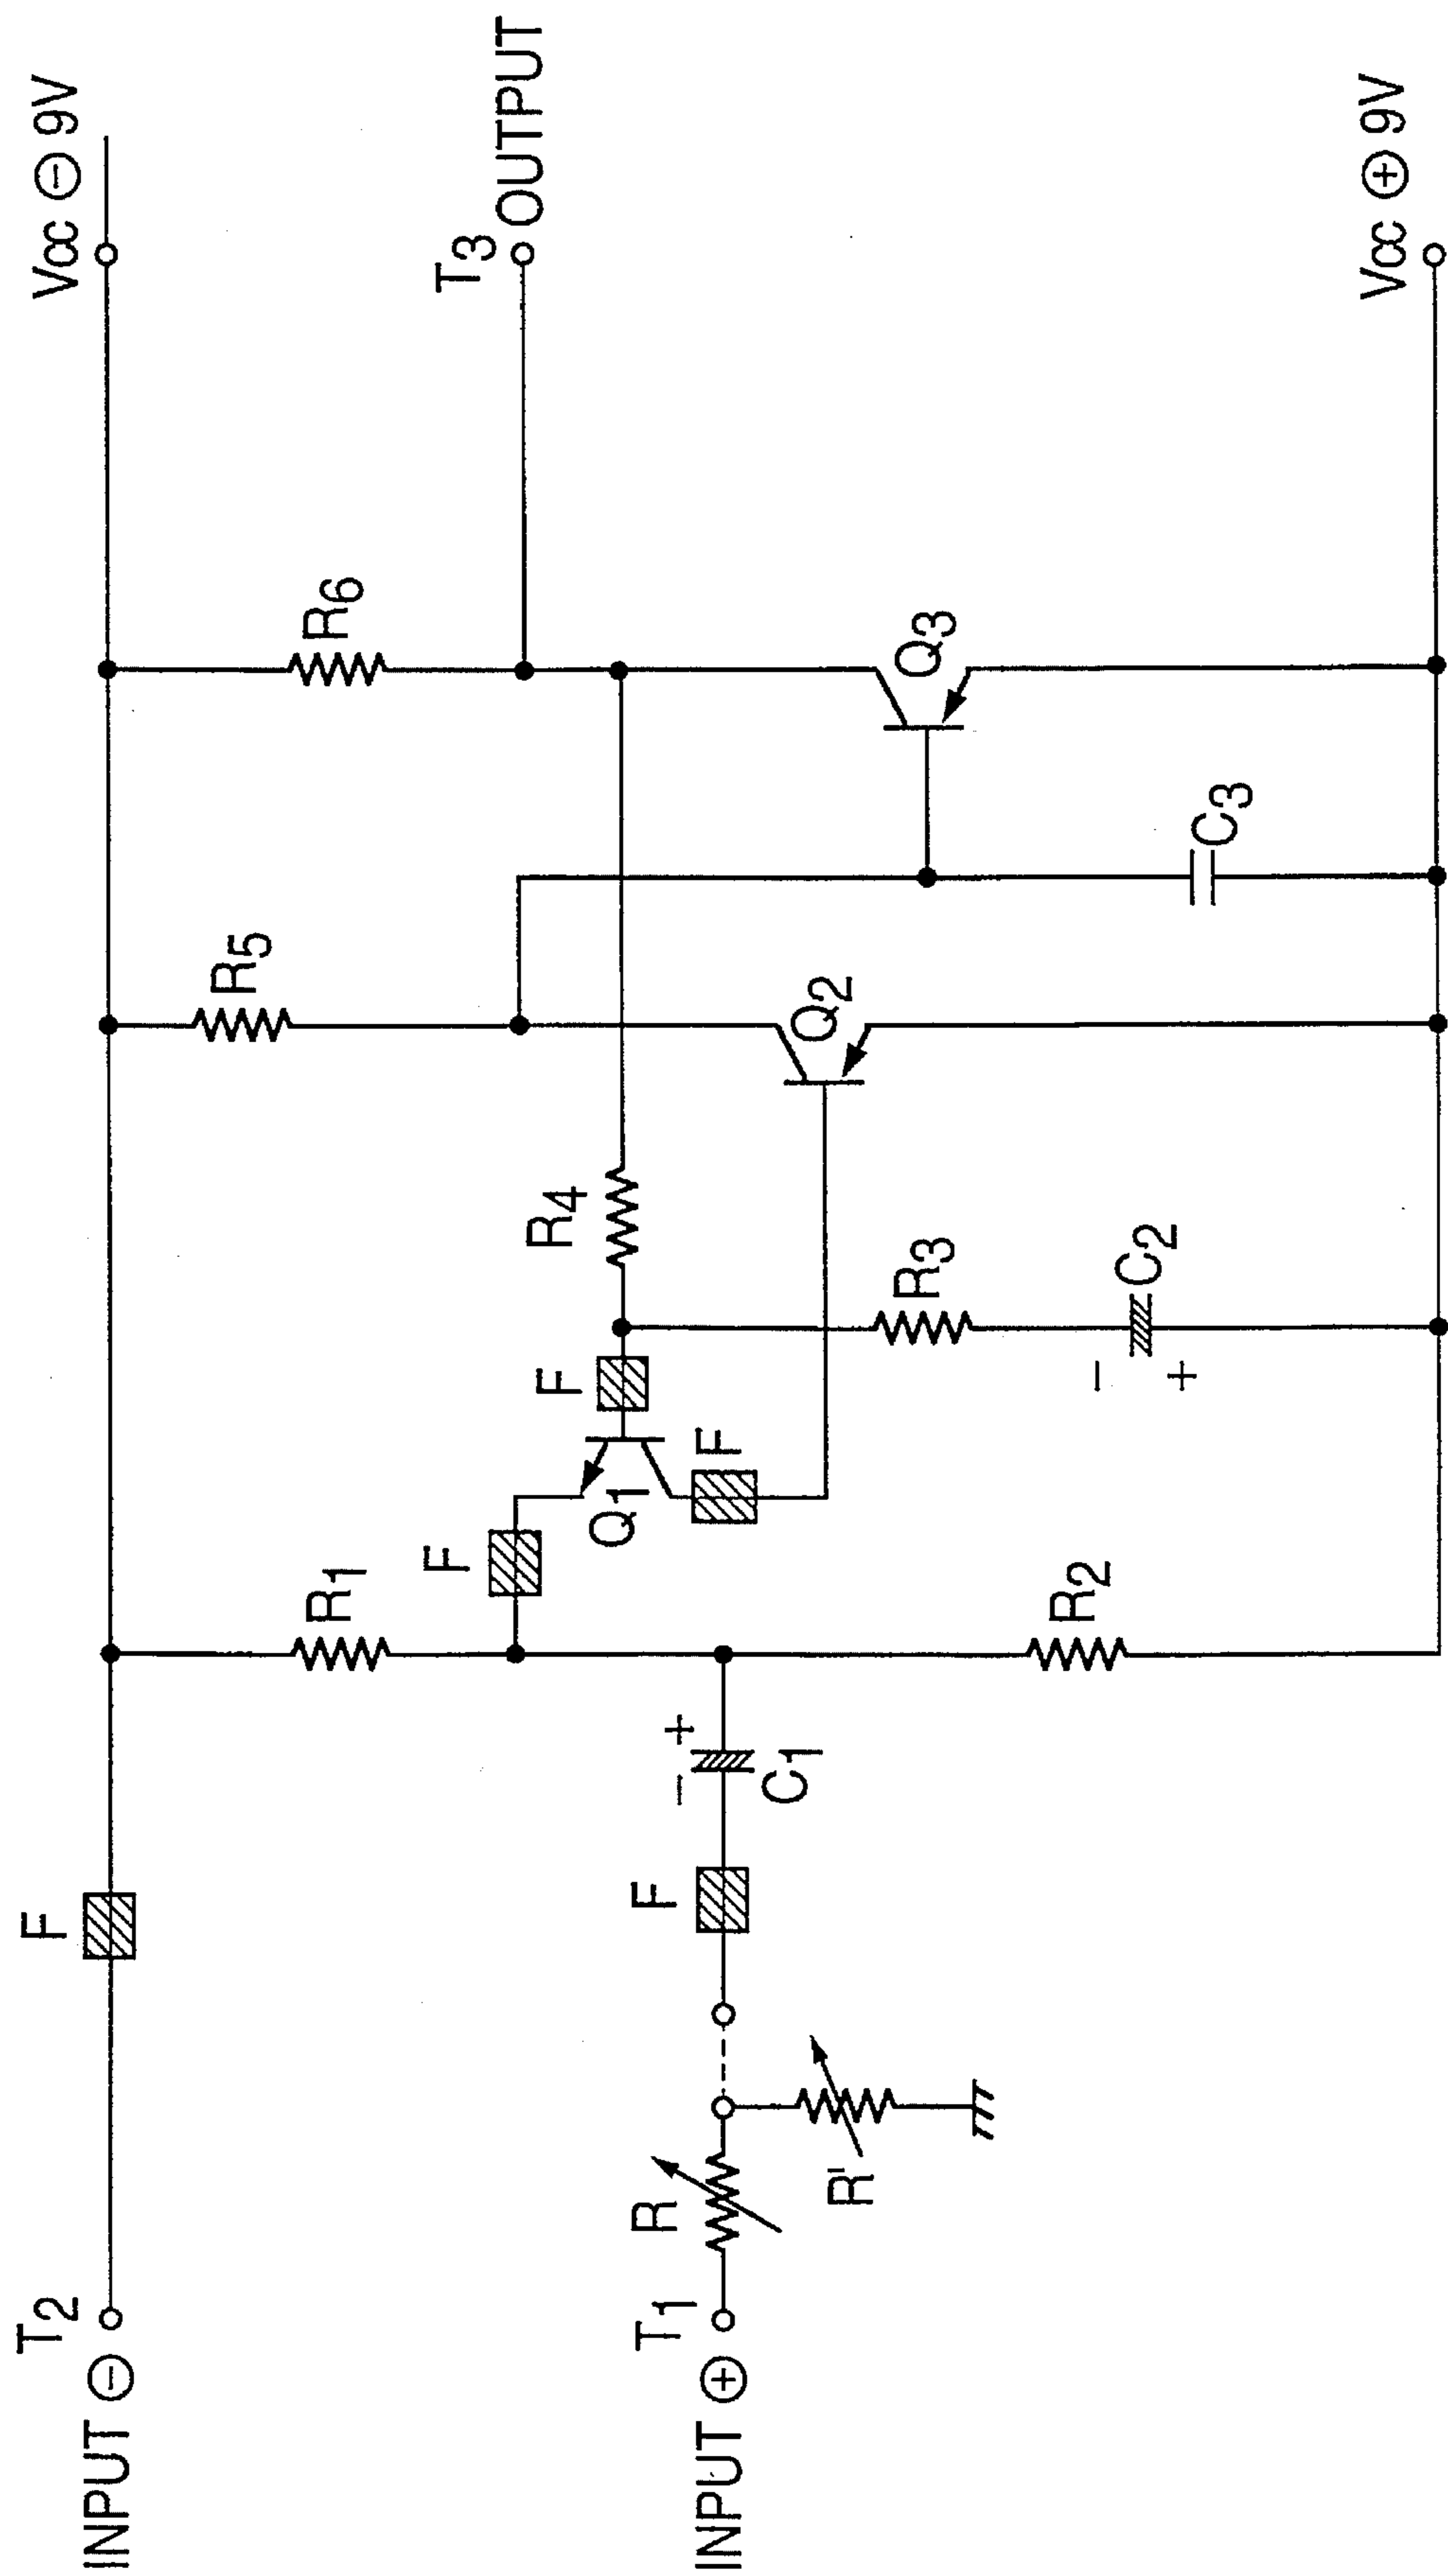 Vcc ⊖ 9V
T3 OUTPUT
Vcc ⊕ 9V
R6
Q3
R5
C3
Q2
R4
R3
C2
− +
F
F
Q1
F
R1
R2
− +
C1
F
F
R
R'
T2
INPUT ⊖
T1
INPUT ⊕